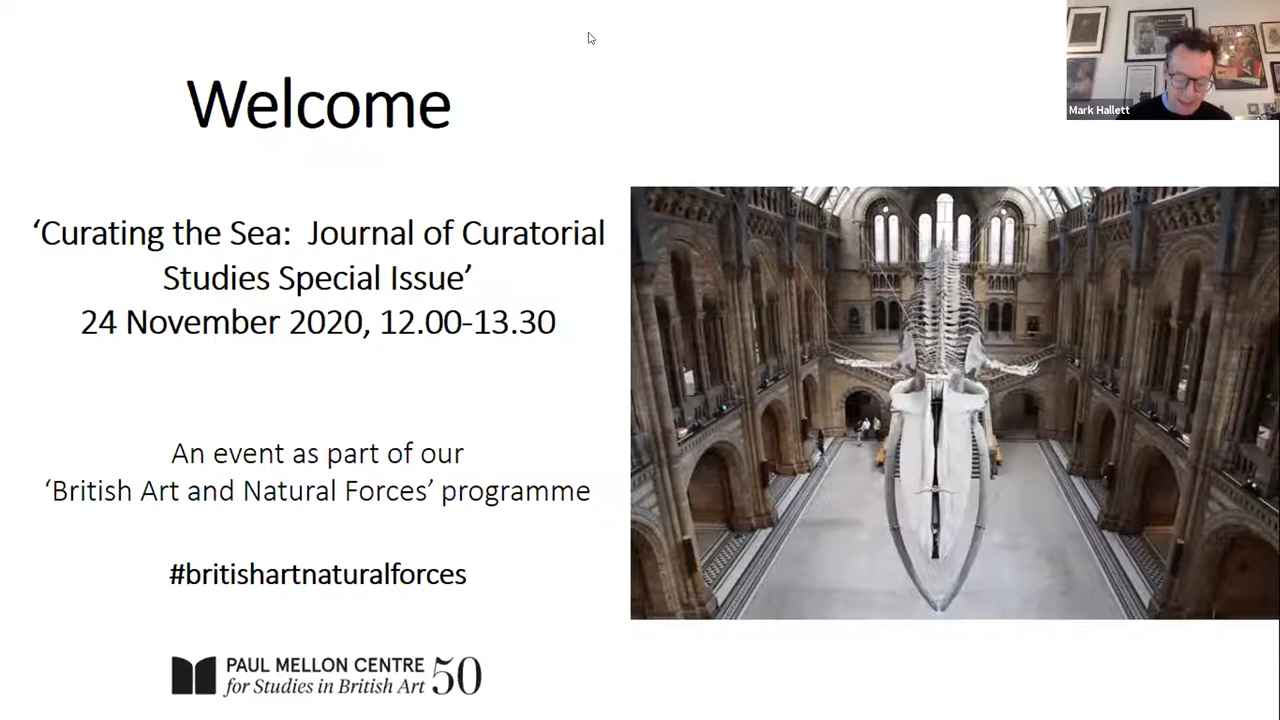 Welcome
Mark Hallett
‘Curating the Sea:  Journal of Curatorial
Studies Special Issue’
24 November 2020, 12.00-13.30
An event as part of our
‘British Art and Natural Forces’ programme
#britishartnaturalforces
PAUL MELLON CENTRE
for Studies in British Art
50